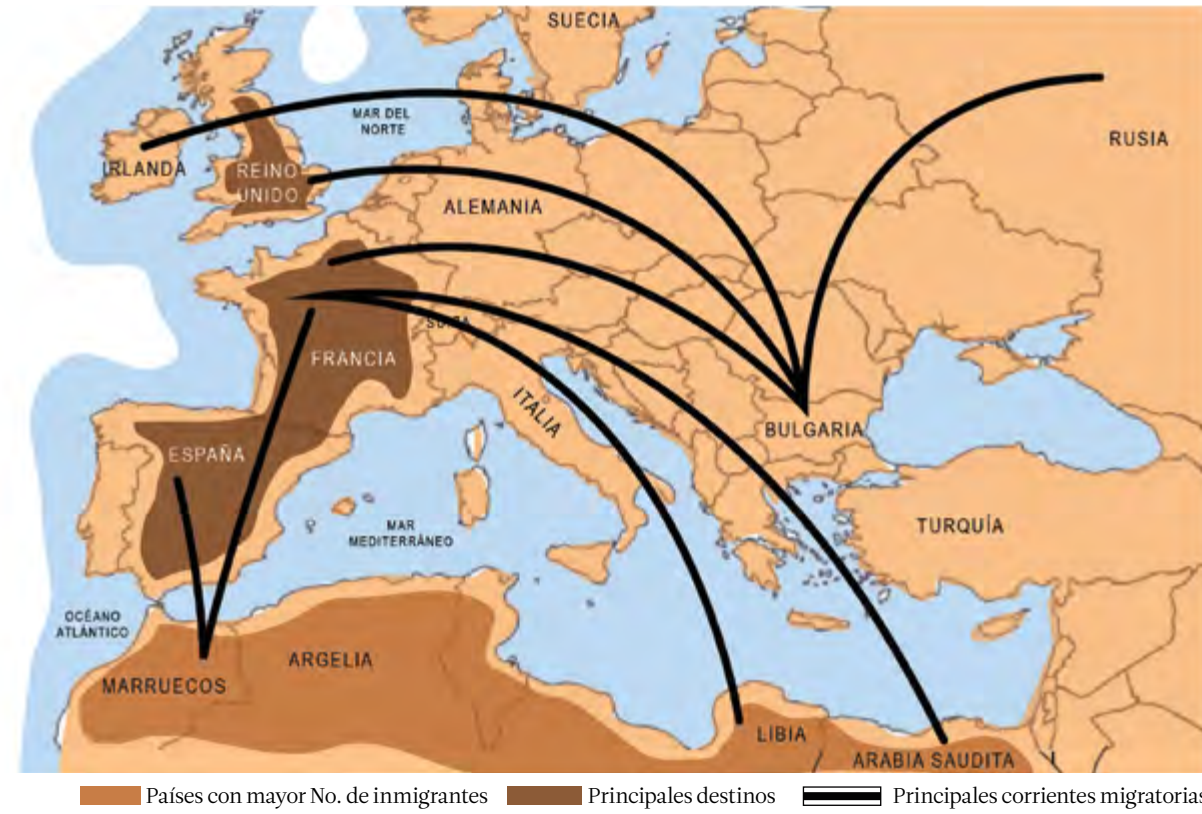 SUECIA
MAR DEL
NORTE
RUSIA
IRLANDA
REINO
UNIDO
ALEMANIA
SUIZA
FRANCIA
ITALIA
BULGARIA
ESPAÑA
MAR
MEDITERRÁNEO
TURQUÍA
OCÉANO
ATLÁNTICO
ARGELIA
MARRUECOS
LIBIA
ARABIA SAUDITA
Países con mayor No. de inmigrantes
Principales destinos
Principales corrientes migratorias